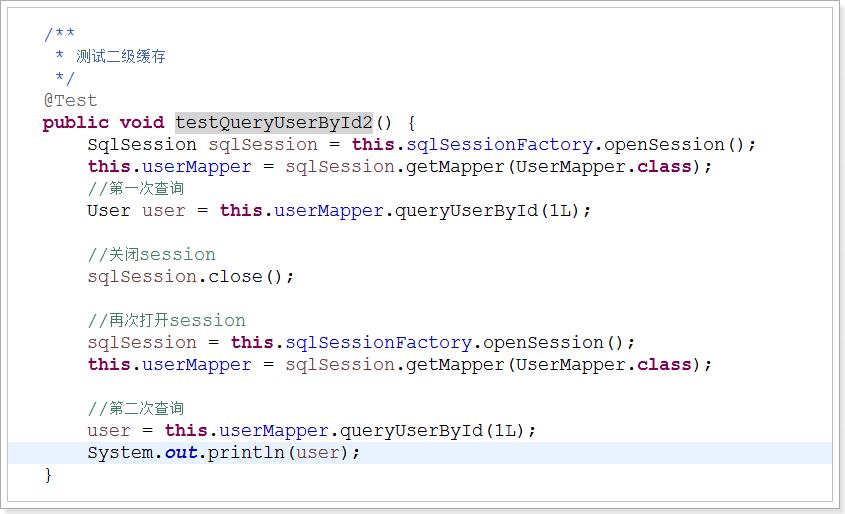 /**
 * 测试二级缓存
 */
@Test
public void testQueryUserById2() {
    SqlSession sqlSession = this.sqlSessionFactory.openSession();
    this.userMapper = sqlSession.getMapper(UserMapper.class);
    //第一次查询
    User user = this.userMapper.queryUserById(1L);
    //关闭session
    sqlSession.close();
    //再次打开session
    sqlSession = this.sqlSessionFactory.openSession();
    this.userMapper = sqlSession.getMapper(UserMapper.class);
    //第二次查询
    user = this.userMapper.queryUserById(1L);
    System.out.println(user);
}